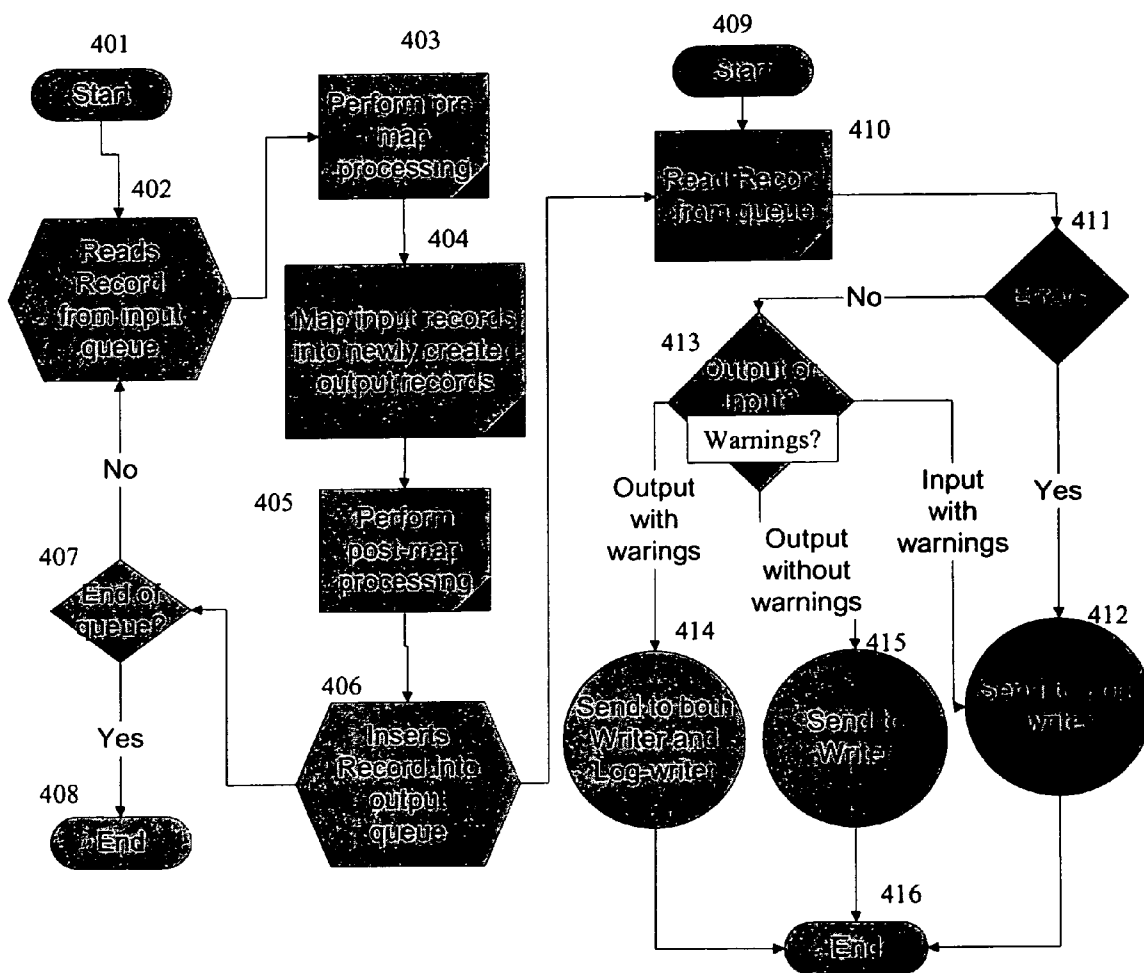 401
Start
402
Reads
Record
from input
queue
403
Perform pre
map
processing
404
Map input records
into newly created
output records
405
Perform
post-map
processing
406
Inserts
Record into
output
queue
407
End of
queue?
No
Yes
408
End
409
Start
410
Read Record
from queue
411
No
Yes
413
Output or
Input?
Warnings?
Output
with
warings
Output
without
warnings
Input
with
warnings
414
Send to both
Writer and
Log-writer
415
Send to
Writer
412
Send to Log
writer
416
End